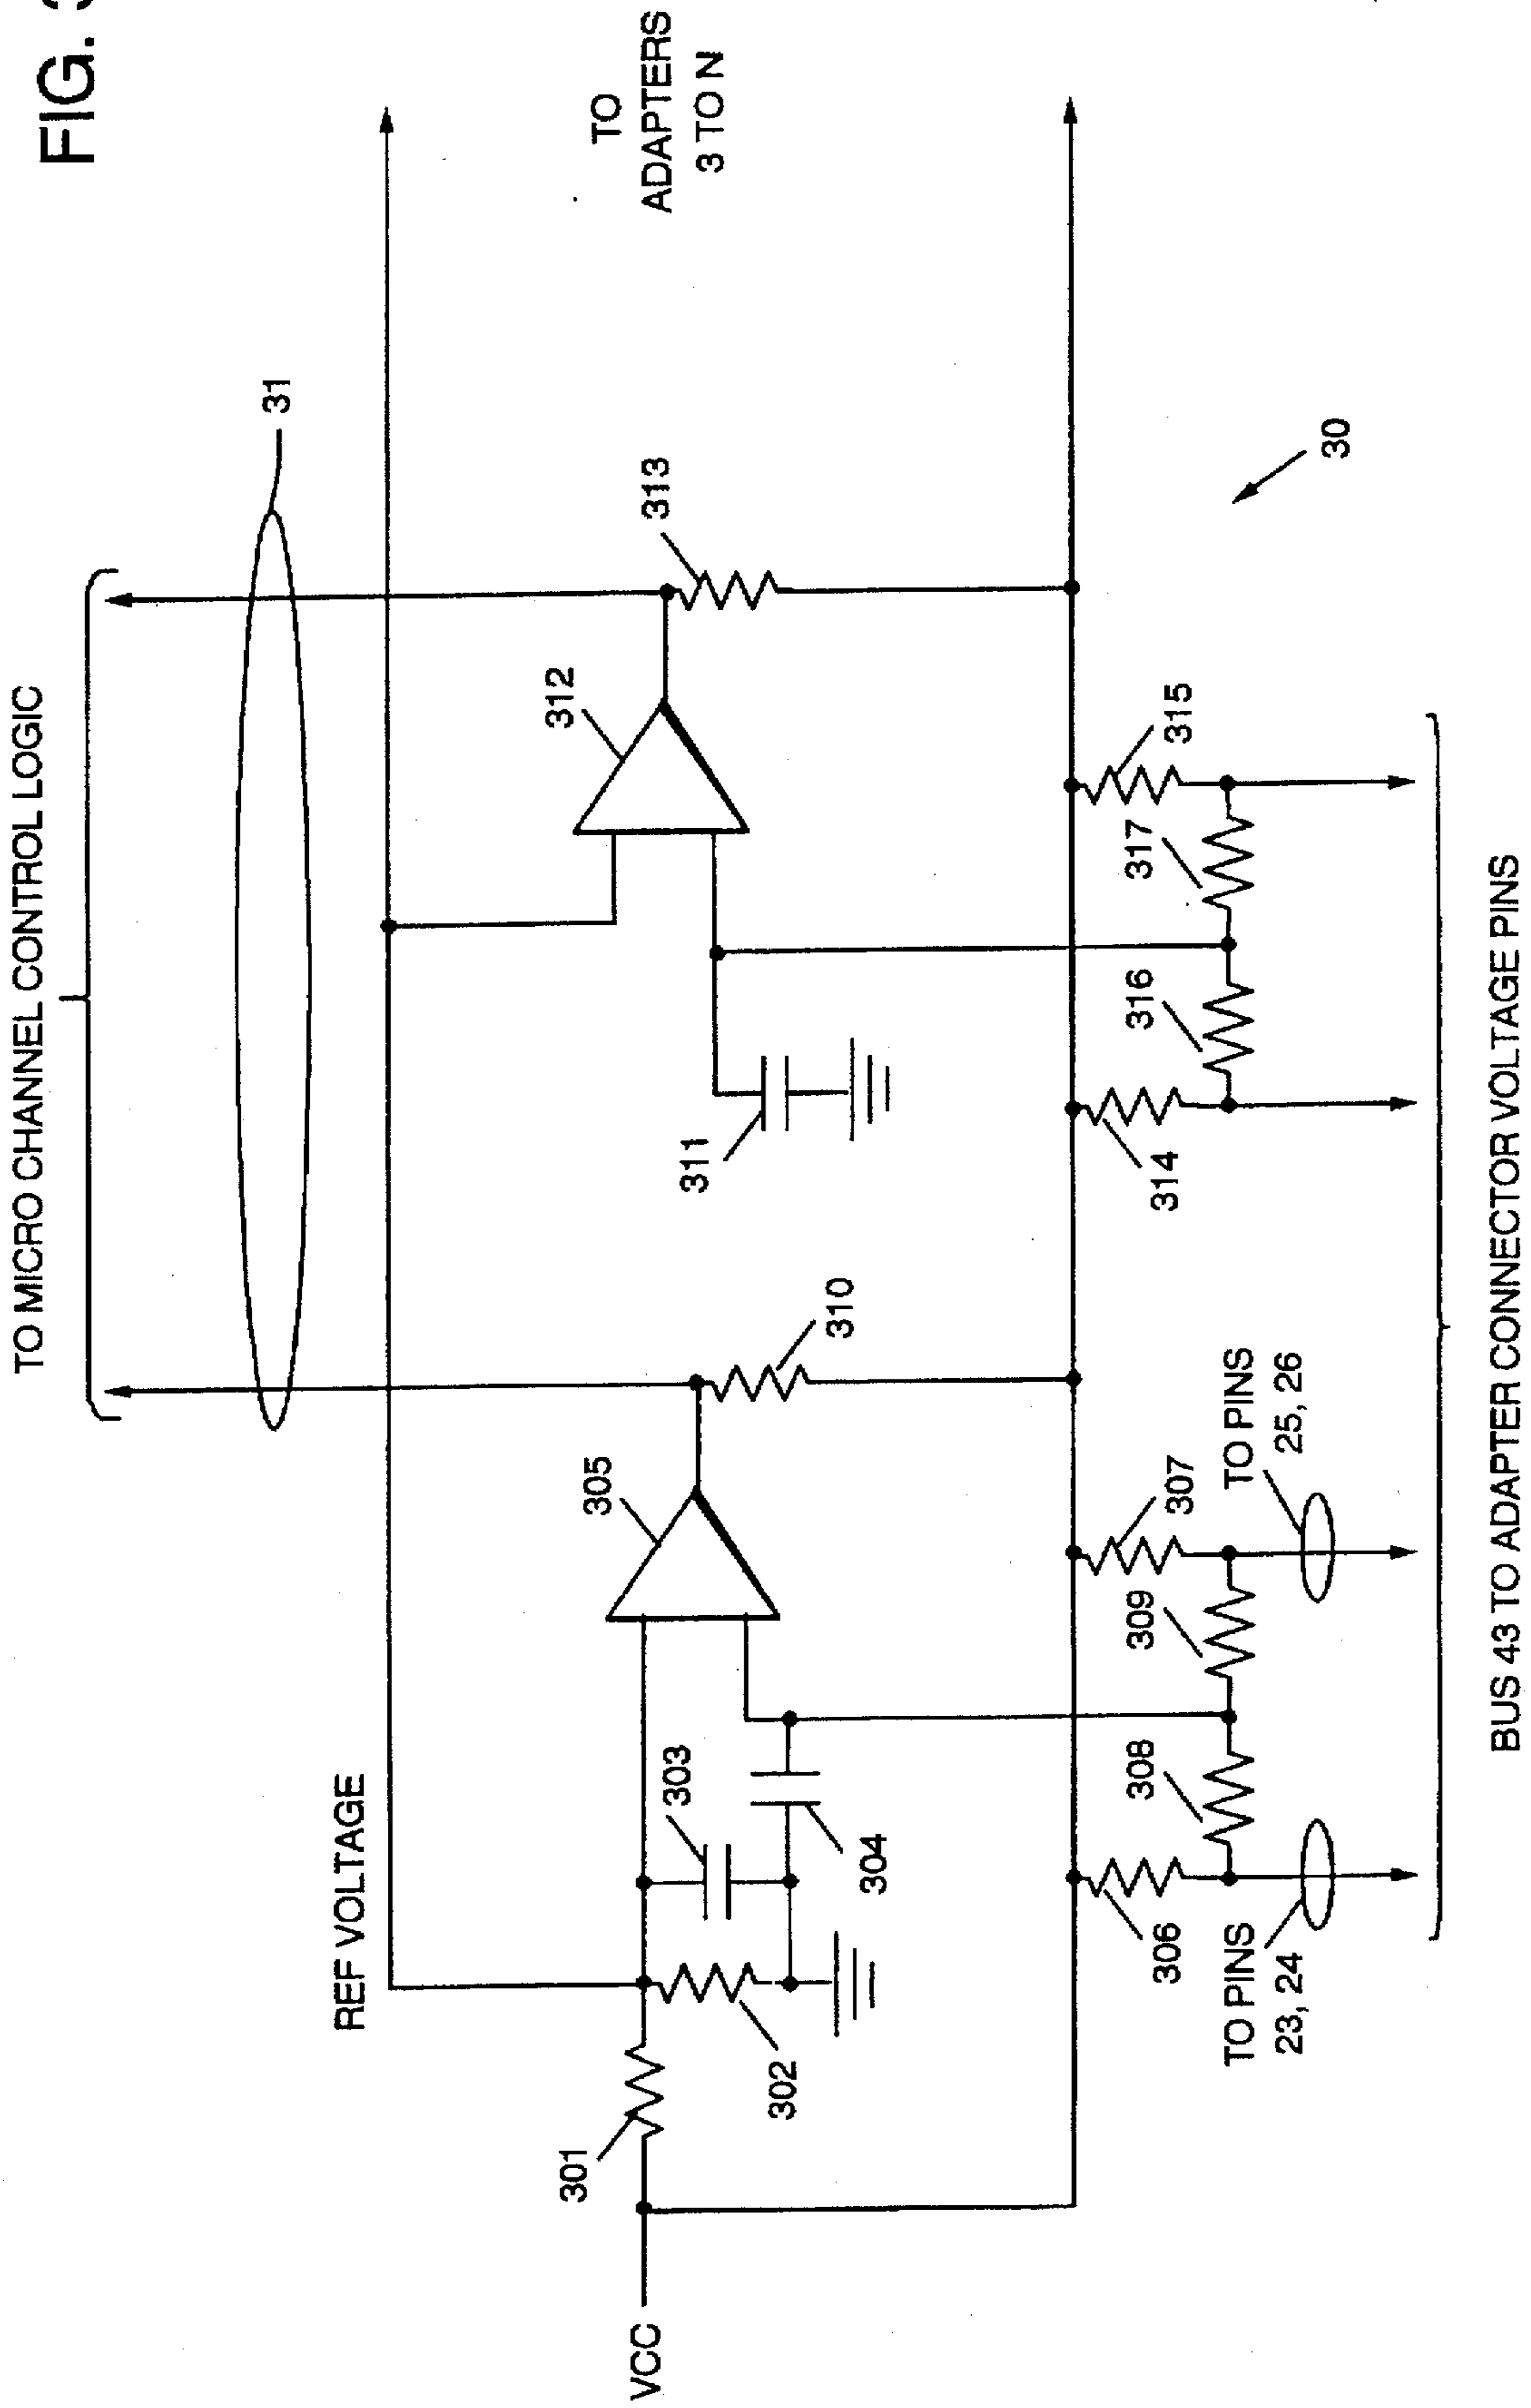 FIG. 3
TO MICRO CHANNEL CONTROL LOGIC
31
REF VOLTAGE
TO
ADAPTERS
3 TO N
VCC
301
302
303
304
305
310
311
312
313
306
308
309
307
314
316
317
315
TO PINS
23, 24
TO PINS
25, 26
30
BUS 43 TO ADAPTER CONNECTOR VOLTAGE PINS